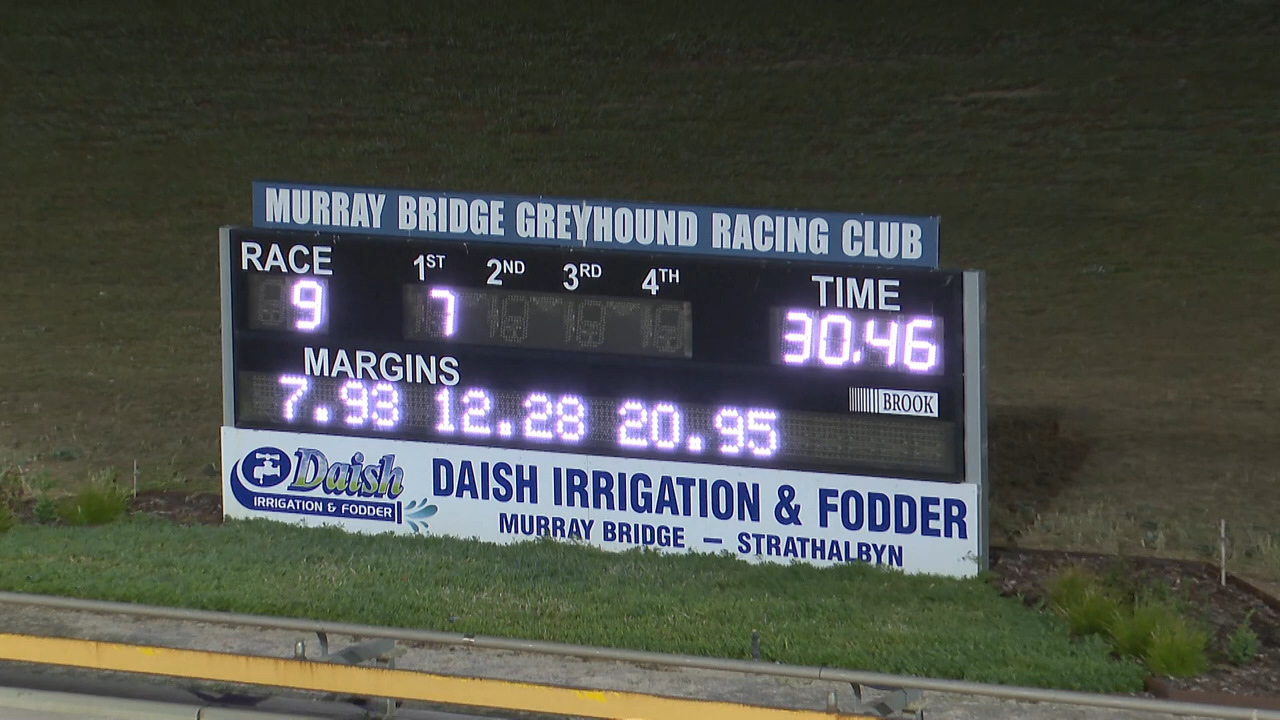 MURRAY BRIDGE GREYHOUND RACING CLUB
RACE 1ST 2ND 3RD 4TH TIME
9 7 30.46
MARGINS
BROOK
7.93 12.28 20.95
Daish
IRRIGATION & FODDER
DAISH IRRIGATION & FODDER
MURRAY BRIDGE — STRATHALBYN